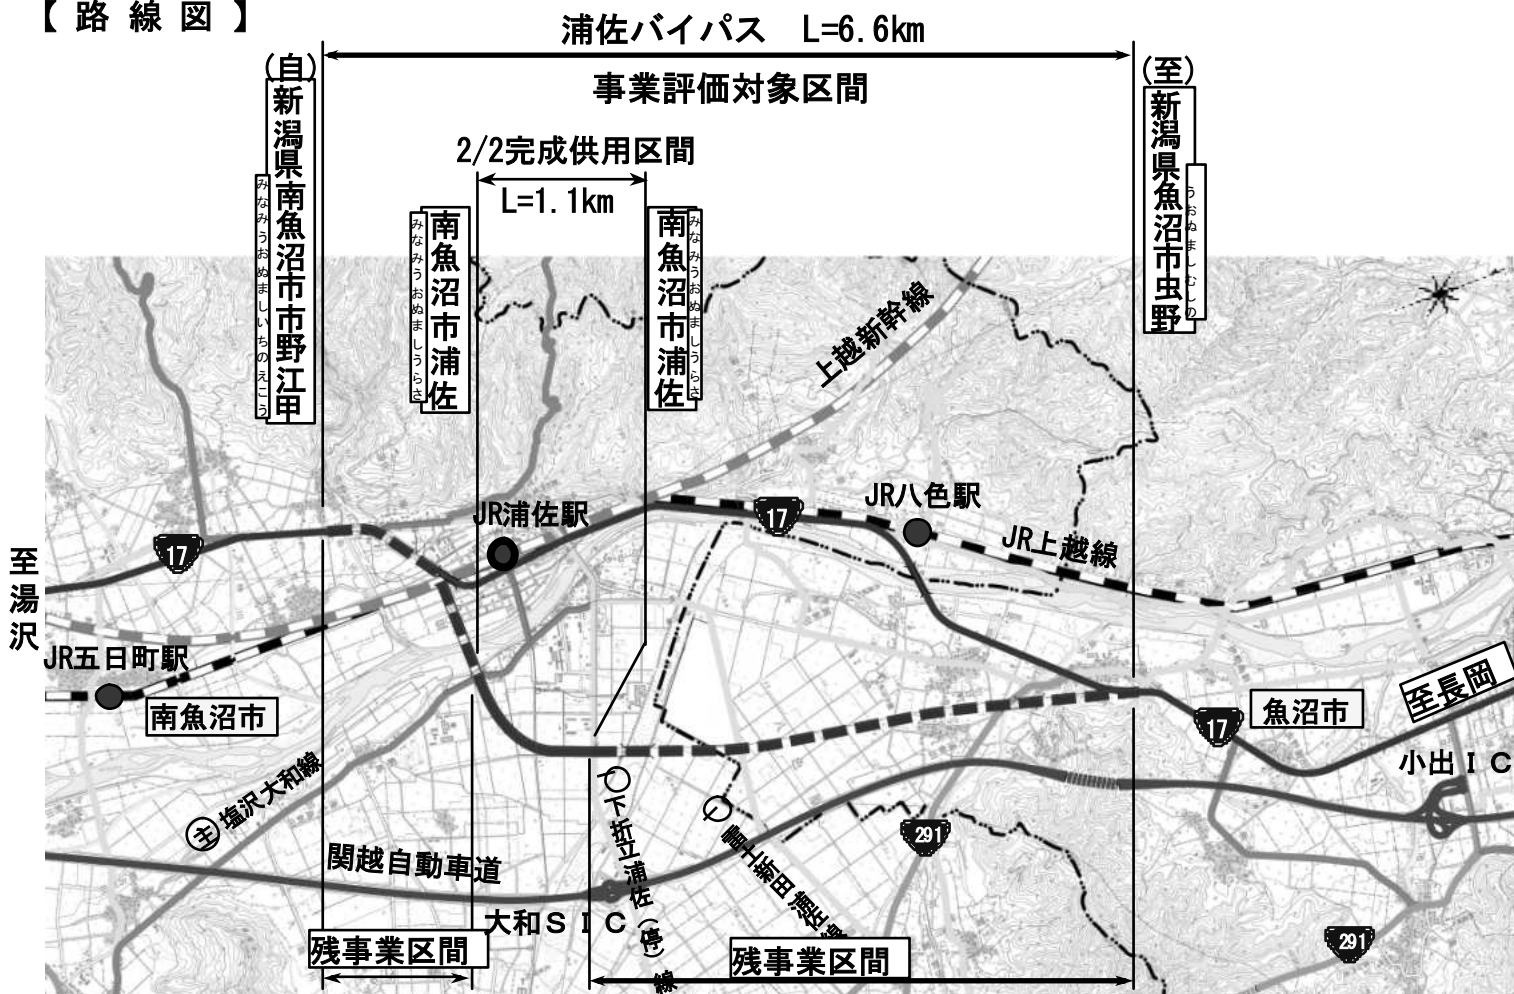 【 路 線 図 】
浦佐バイパス L=6.6km
事業評価対象区間
(自)
新潟県南魚沼市市野江甲
みなみうおぬましいちのえこう
(至)
新潟県魚沼市虫野
うおぬましむしの
2/2完成供用区間
L=1.1km
南魚沼市浦佐
みなみうおぬましうらさ
南魚沼市浦佐
みなみうおぬましうらさ
上越新幹線
JR浦佐駅
17
JR八色駅
JR上越線
17
至湯沢
JR五日町駅
南魚沼市
至長岡
魚沼市
17
小出IC
主 塩沢大和線
一 下折立浦佐(停)線
一 雷土新田浦佐線
291
関越自動車道
大和SIC
291
残事業区間
残事業区間